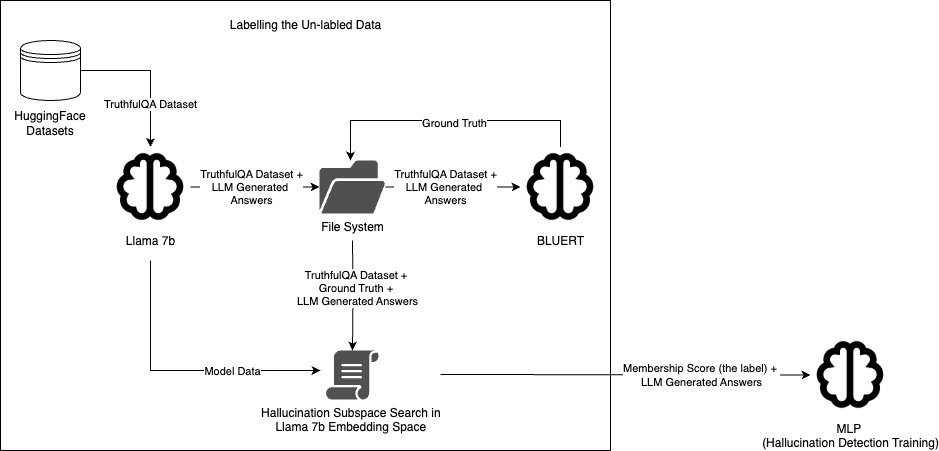 Labelling the Un-labled Data
HuggingFace
Datasets
TruthfulQA Dataset
Ground Truth
TruthfulQA Dataset +
LLM Generated
Answers
TruthfulQA Dataset +
LLM Generated
Answers
Llama 7b
File System
BLUERT
TruthfulQA Dataset +
Ground Truth +
LLM Generated Answers
Model Data
Hallucination Subspace Search in
Llama 7b Embedding Space
Membership Score (the label) +
LLM Generated Answers
MLP
(Hallucination Detection Training)